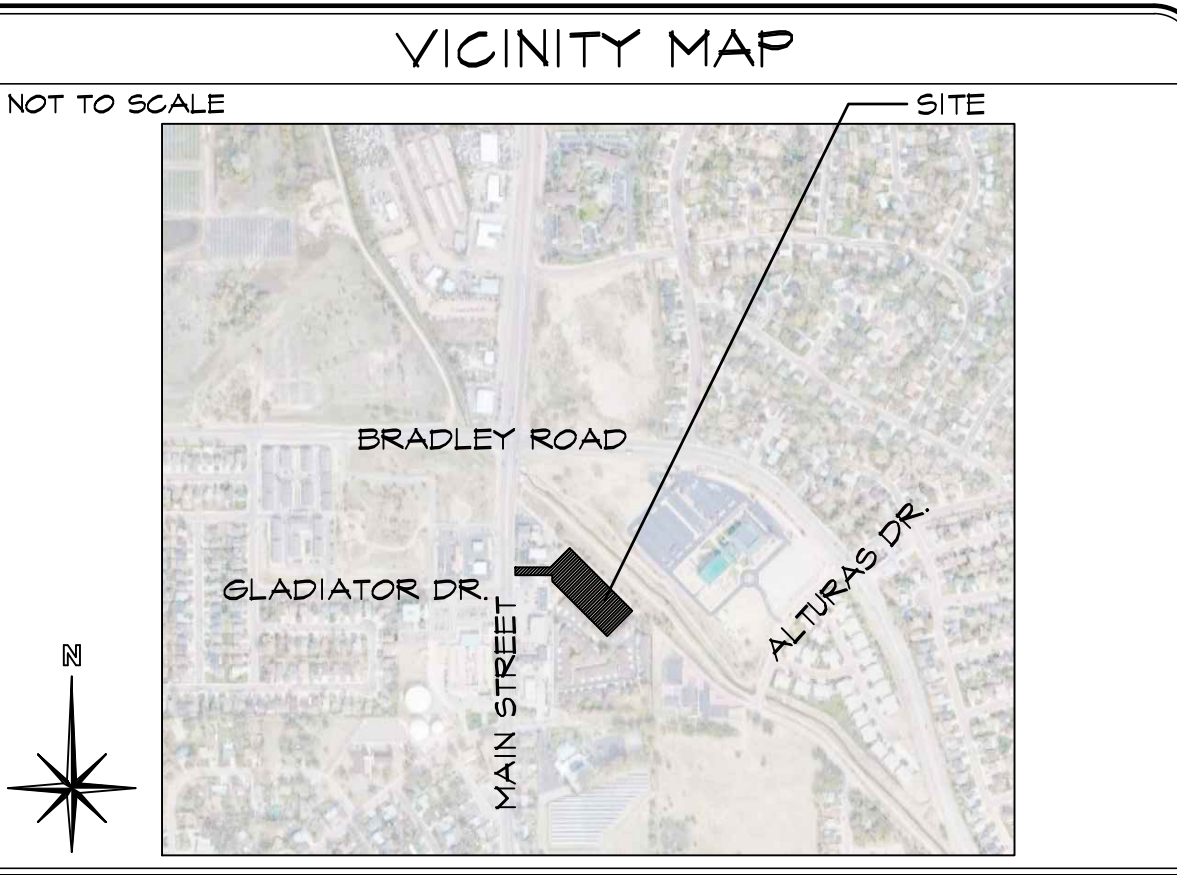 VICINITY MAP
NOT TO SCALE
SITE
BRADLEY ROAD
GLADIATOR DR.
MAIN STREET
ALTURAS DR.
N